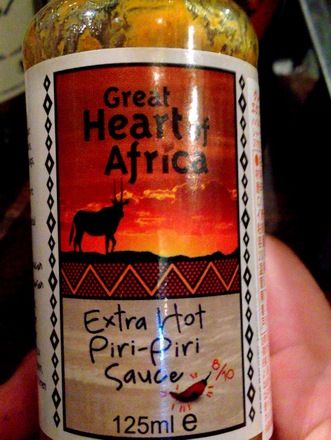 Great
Heart of
Africa
Extra Hot
Piri-Piri
Sauce
8/10
125ml e